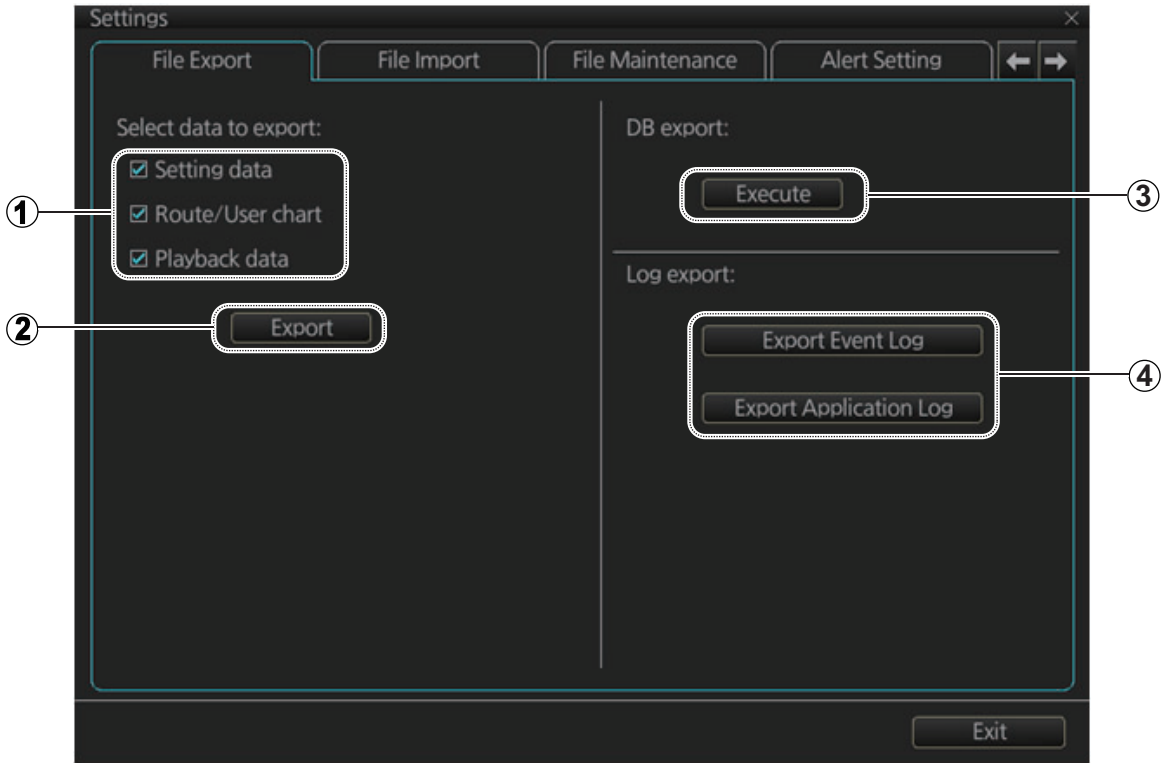 Settings
File Export
File Import
File Maintenance
Alert Setting
Select data to export:
Setting data
Route/User chart
Playback data
Export
DB export:
Execute
Log export:
Export Event Log
Export Application Log
Exit
1
2
3
4